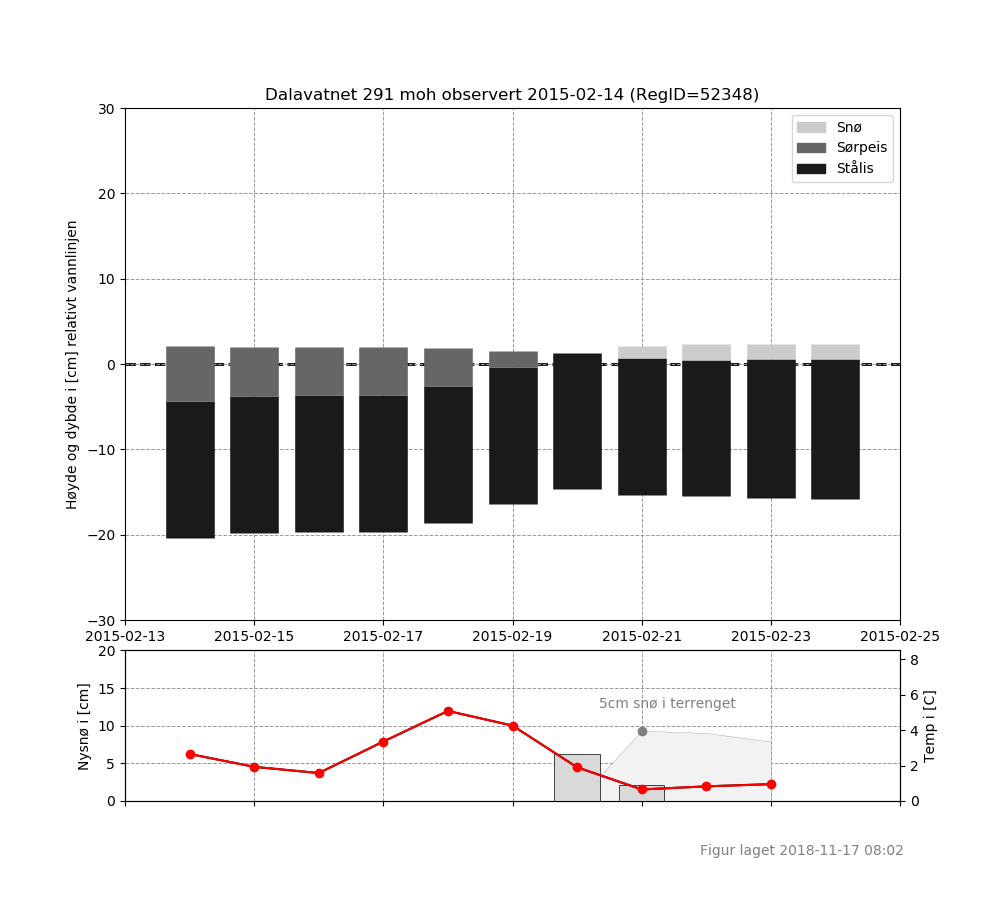 Dalavatnet 291 moh observert 2015-02-14 (RegID=52348)
30
20
10
0
−10
−20
−30
Høyde og dybde i [cm] relativt vannlinjen
Snø
Sørpeis
Stålis
2015-02-13
2015-02-15
2015-02-17
2015-02-19
2015-02-21
2015-02-23
2015-02-25
20
15
10
5
0
Nysnø i [cm]
5cm snø i terrenget
8
6
4
2
0
Temp i [C]
Figur laget 2018-11-17 08:02